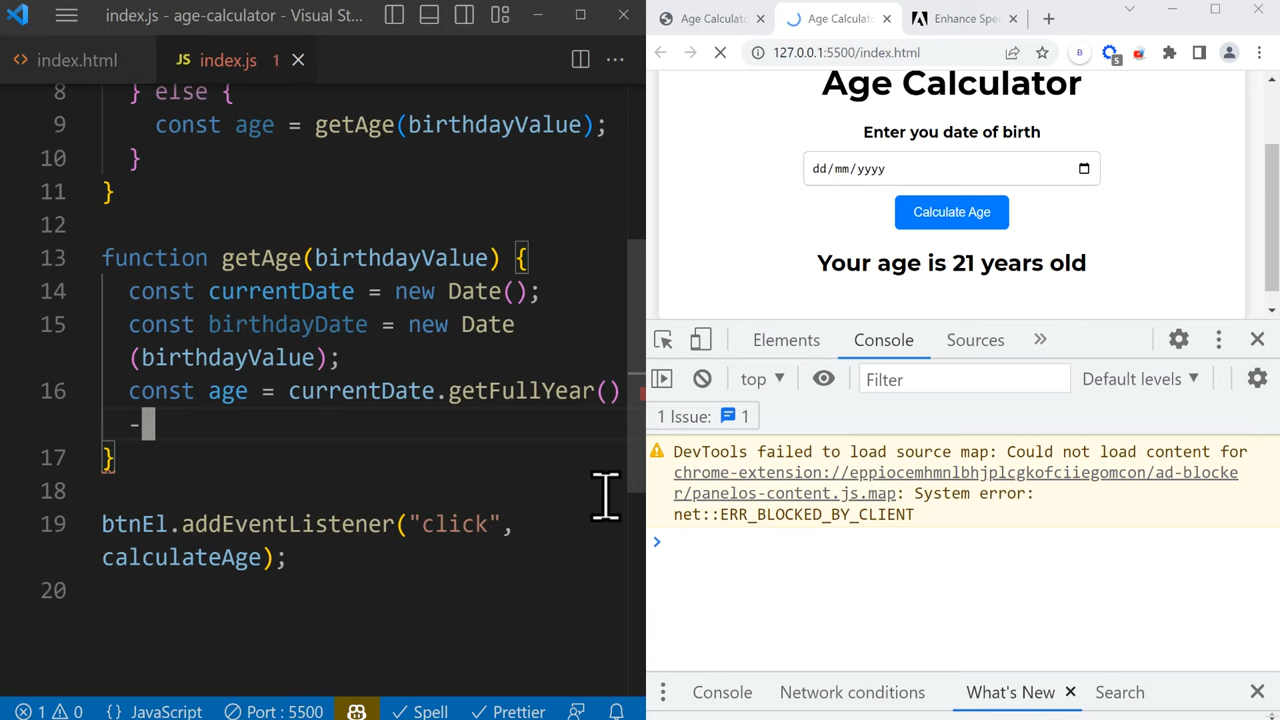 index.js - age-calculator - Visual St...
index.html
JS index.js 1
8 } else {
9 const age = getAge(birthdayValue);
10 }
11 }
12
13 function getAge(birthdayValue) {
14 const currentDate = new Date();
15 const birthdayDate = new Date
(birthdayValue);
16 const age = currentDate.getFullYear()
-
17 }
18
19 btnEl.addEventListener("click",
calculateAge);
20
1 0 {} JavaScript Port : 5500 Spell Prettier
Age Calculato
Age Calculato
Enhance Spee
127.0.0.1:5500/index.html
B
5
Age Calculator
Enter you date of birth
dd/mm/yyyy
Calculate Age
Your age is 21 years old
Elements Console Sources
top Filter Default levels
1 Issue: 1
DevTools failed to load source map: Could not load content for
chrome-extension://eppiocemhmnlbhjplcgkofciiegomcon/ad-blocke
r/panelos-content.js.map: System error:
net::ERR_BLOCKED_BY_CLIENT
Console Network conditions What's New Search